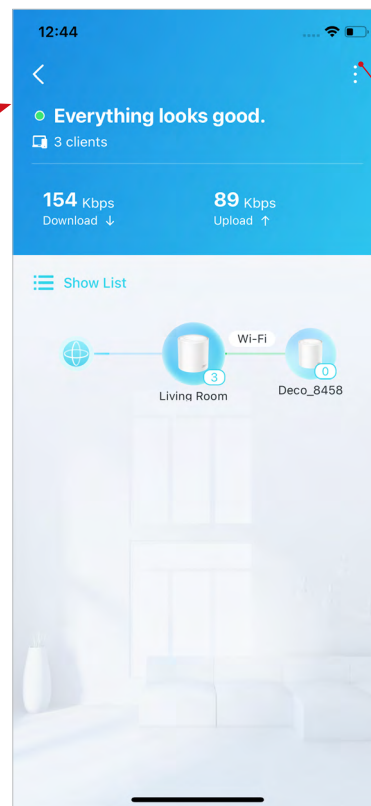 12:44
Everything looks good.
3 clients
154 Kbps
Download ↓
89 Kbps
Upload ↑
Show List
Wi-Fi
3
0
Living Room
Deco_8458